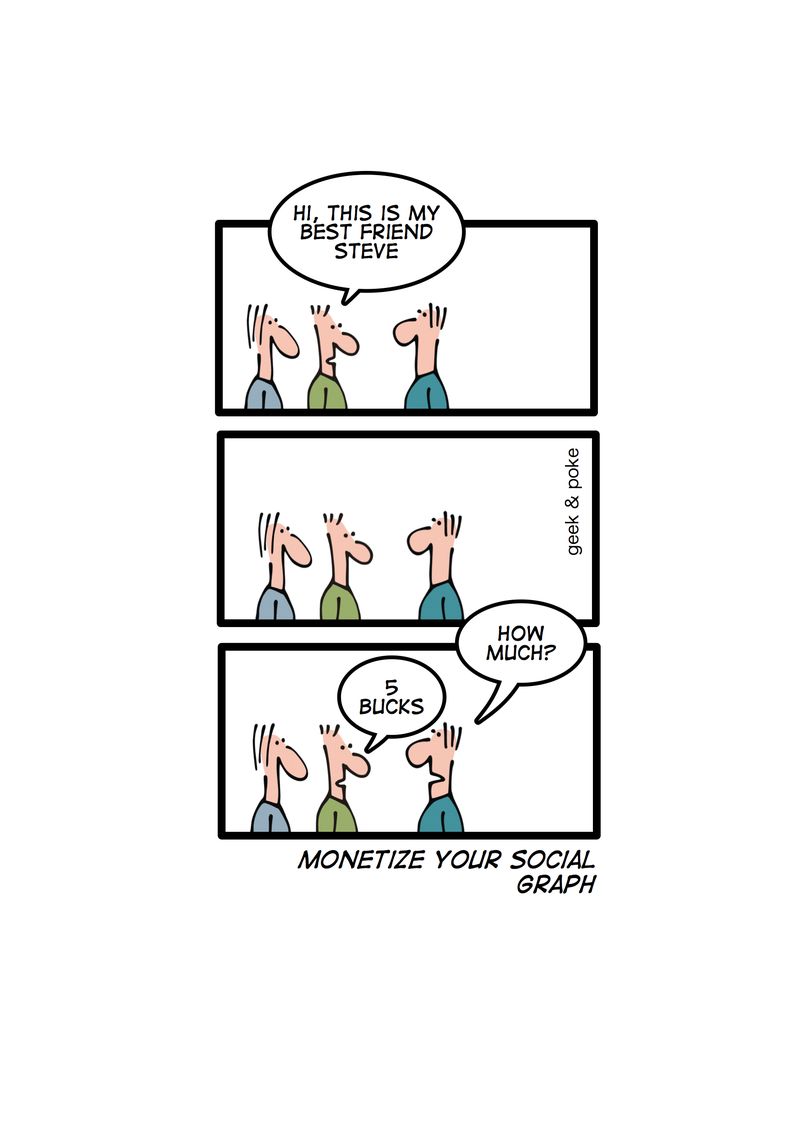 HI, THIS IS MY
BEST FRIEND
STEVE
geek & poke
HOW
MUCH?
5
BUCKS
MONETIZE YOUR SOCIAL
GRAPH